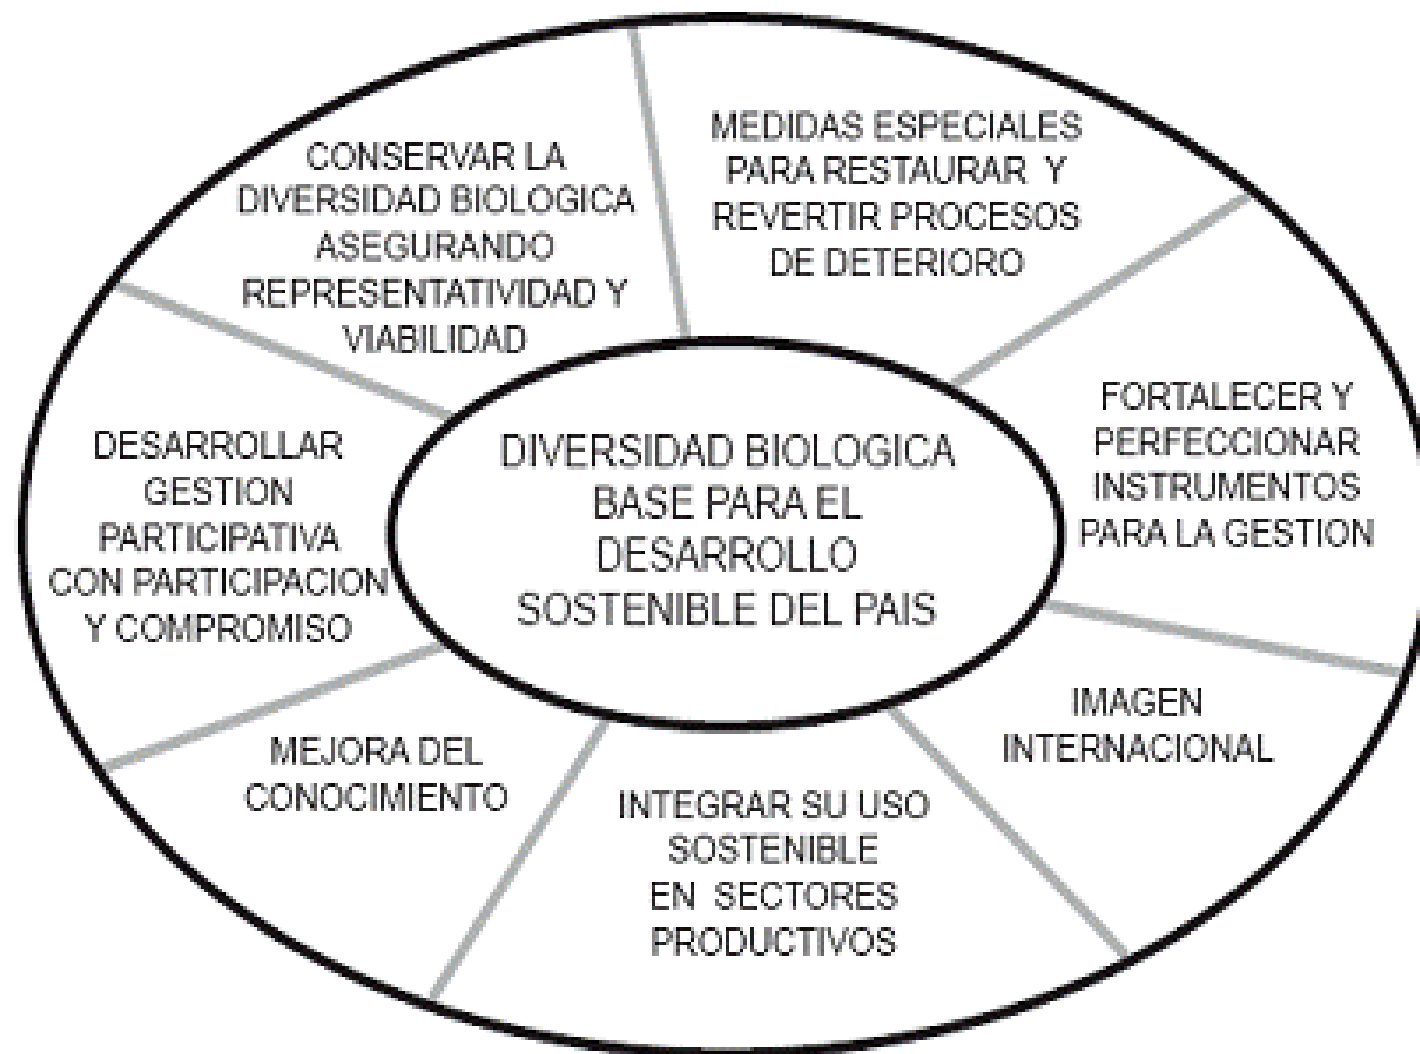 CONSERVAR LA
DIVERSIDAD BIOLOGICA
ASEGURANDO
REPRESENTATIVIDAD Y
VIABILIDAD
MEDIDAS ESPECIALES
PARA RESTAURAR Y
REVERTIR PROCESOS
DE DETERIORO
FORTALECER Y
PERFECCIONAR
INSTRUMENTOS
PARA LA GESTION
IMAGEN
INTERNACIONAL
INTEGRAR SU USO
SOSTENIBLE
EN SECTORES
PRODUCTIVOS
MEJORA DEL
CONOCIMIENTO
DESARROLLAR
GESTION
PARTICIPATIVA
CON PARTICIPACION
Y COMPROMISO
DIVERSIDAD BIOLOGICA
BASE PARA EL
DESARROLLO
SOSTENIBLE DEL PAIS